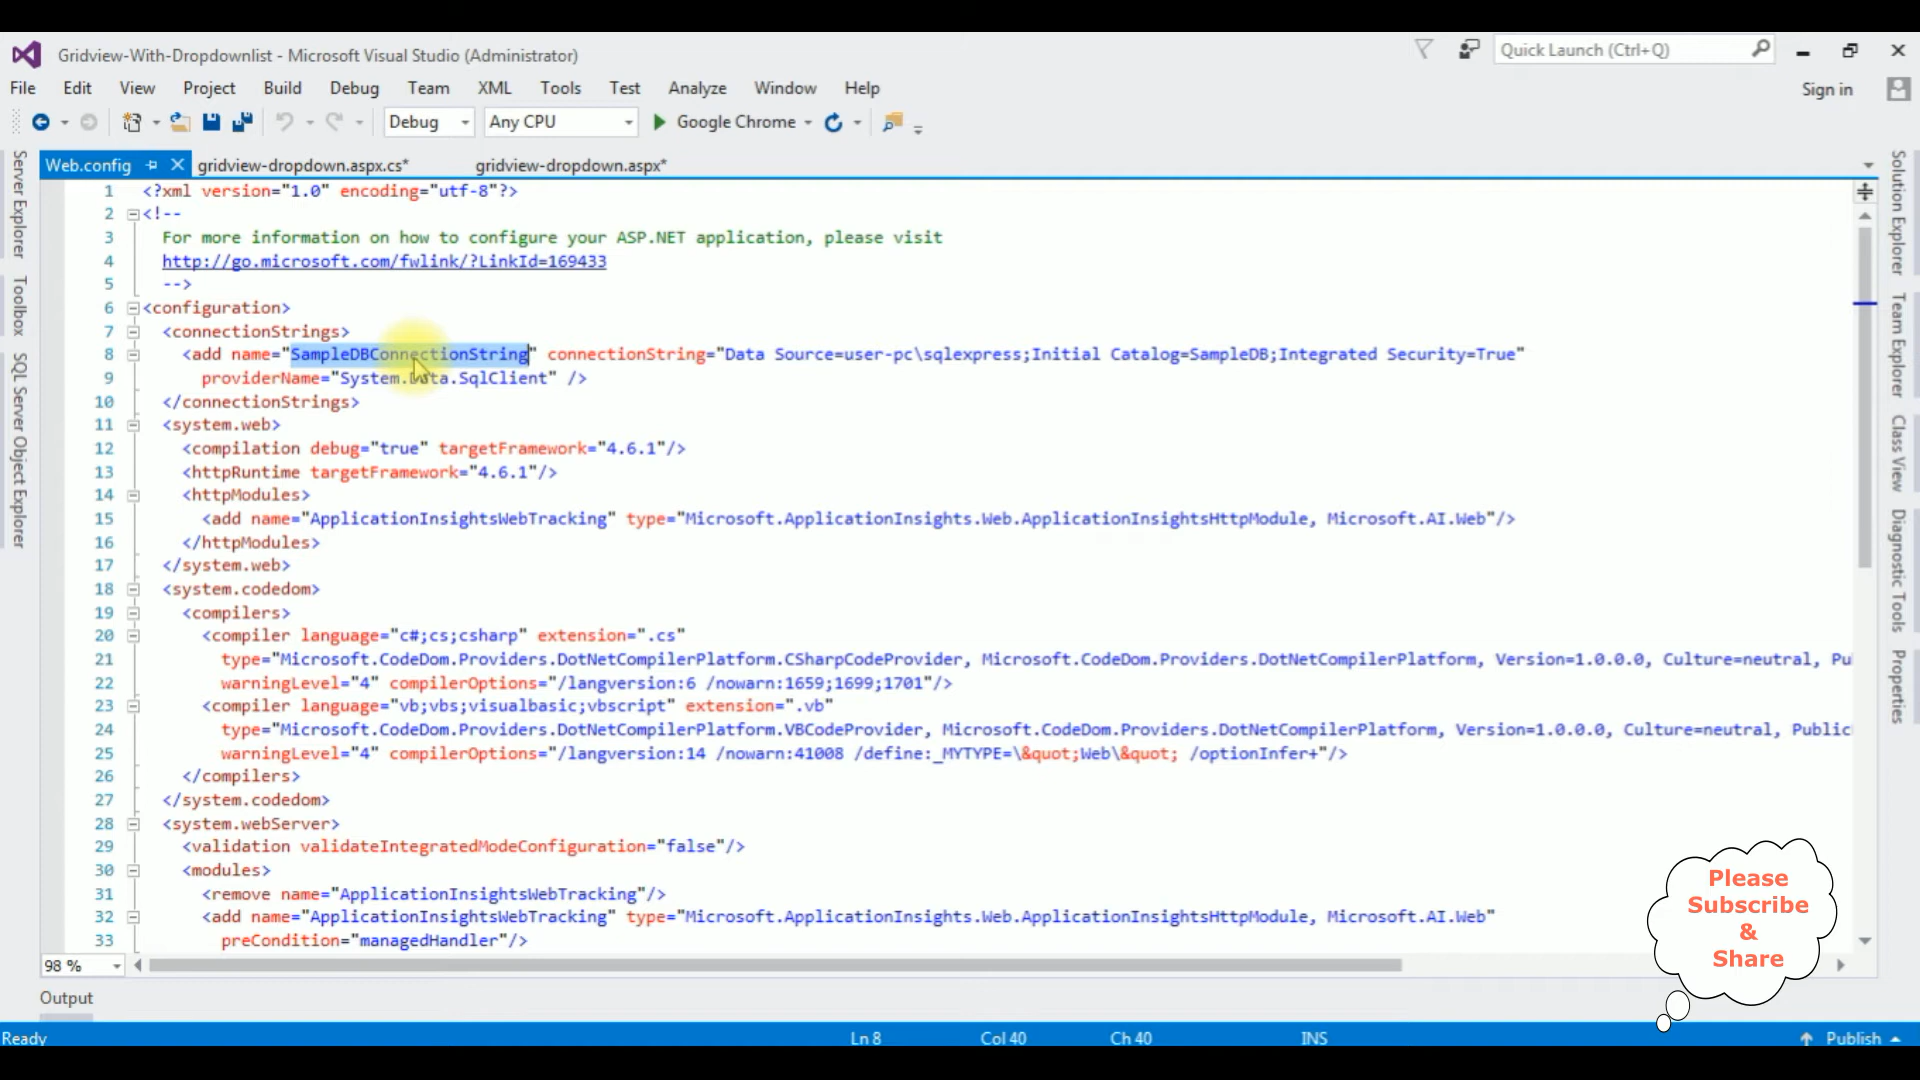 Gridview-With-Dropdownlist - Microsoft Visual Studio (Administrator)
Quick Launch (Ctrl+Q)
File Edit View Project Build Debug Team XML Tools Test Analyze Window Help
Sign in
Debug Any CPU Google Chrome
Web.config gridview-dropdown.aspx.cs* gridview-dropdown.aspx*
Server Explorer
Toolbox
SQL Server Object Explorer
1 <?xml version="1.0" encoding="utf-8"?>
2 <!--
3 For more information on how to configure your ASP.NET application, please visit
4 http://go.microsoft.com/fwlink/?LinkId=169433
5 -->
6 <configuration>
7 <connectionStrings>
8 <add name="SampleDBConnectionString" connectionString="Data Source=user-pc\sqlexpress;Initial Catalog=SampleDB;Integrated Security=True"
9 providerName="System.Data.SqlClient" />
10 </connectionStrings>
11 <system.web>
12 <compilation debug="true" targetFramework="4.6.1"/>
13 <httpRuntime targetFramework="4.6.1"/>
14 <httpModules>
15 <add name="ApplicationInsightsWebTracking" type="Microsoft.ApplicationInsights.Web.ApplicationInsightsHttpModule, Microsoft.AI.Web"/>
16 </httpModules>
17 </system.web>
18 <system.codedom>
19 <compilers>
20 <compiler language="c#;cs;csharp" extension=".cs"
21 type="Microsoft.CodeDom.Providers.DotNetCompilerPlatform.CSharpCodeProvider, Microsoft.CodeDom.Providers.DotNetCompilerPlatform, Version=1.0.0.0, Culture=neutral, Pu
22 warningLevel="4" compilerOptions="/langversion:6 /nowarn:1659;1699;1701"/>
23 <compiler language="vb;vbs;visualbasic;vbscript" extension=".vb"
24 type="Microsoft.CodeDom.Providers.DotNetCompilerPlatform.VBCodeProvider, Microsoft.CodeDom.Providers.DotNetCompilerPlatform, Version=1.0.0.0, Culture=neutral, Public
25 warningLevel="4" compilerOptions="/langversion:14 /nowarn:41008 /define:_MYTYPE=\&quot;Web\&quot; /optionInfer+"/>
26 </compilers>
27 </system.codedom>
28 <system.webServer>
29 <validation validateIntegratedModeConfiguration="false"/>
30 <modules>
31 <remove name="ApplicationInsightsWebTracking"/>
32 <add name="ApplicationInsightsWebTracking" type="Microsoft.ApplicationInsights.Web.ApplicationInsightsHttpModule, Microsoft.AI.Web"
33 preCondition="managedHandler"/>
Solution Explorer
Team Explorer
Class View
Diagnostic Tools
Properties
Please
Subscribe
&
Share
98 %
Output
Ready Ln 8 Col 40 Ch 40 INS Publish